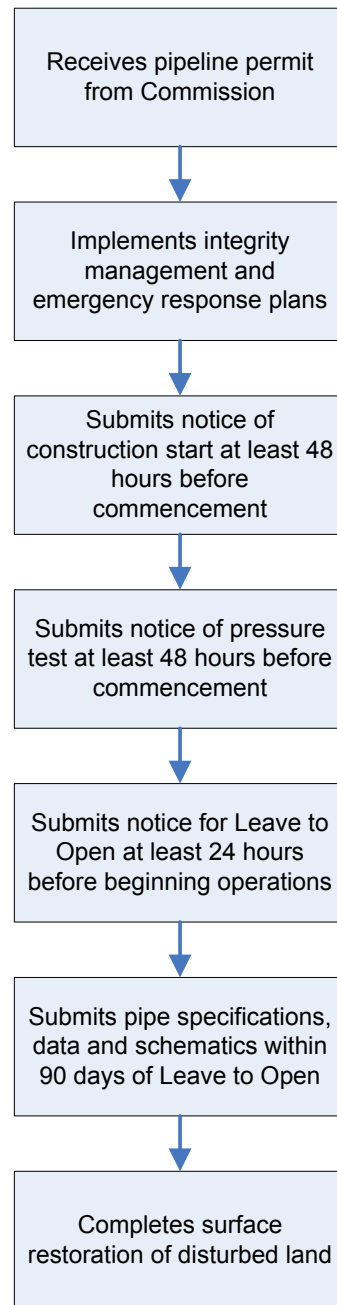 Receives pipeline permit
from Commission
Implements integrity
management and
emergency response plans
Submits notice of
construction start at least 48
hours before
commencement
Submits notice of pressure
test at least 48 hours before
commencement
Submits notice for Leave to
Open at least 24 hours
before beginning operations
Submits pipe specifications,
data and schematics within
90 days of Leave to Open
Completes surface
restoration of disturbed land